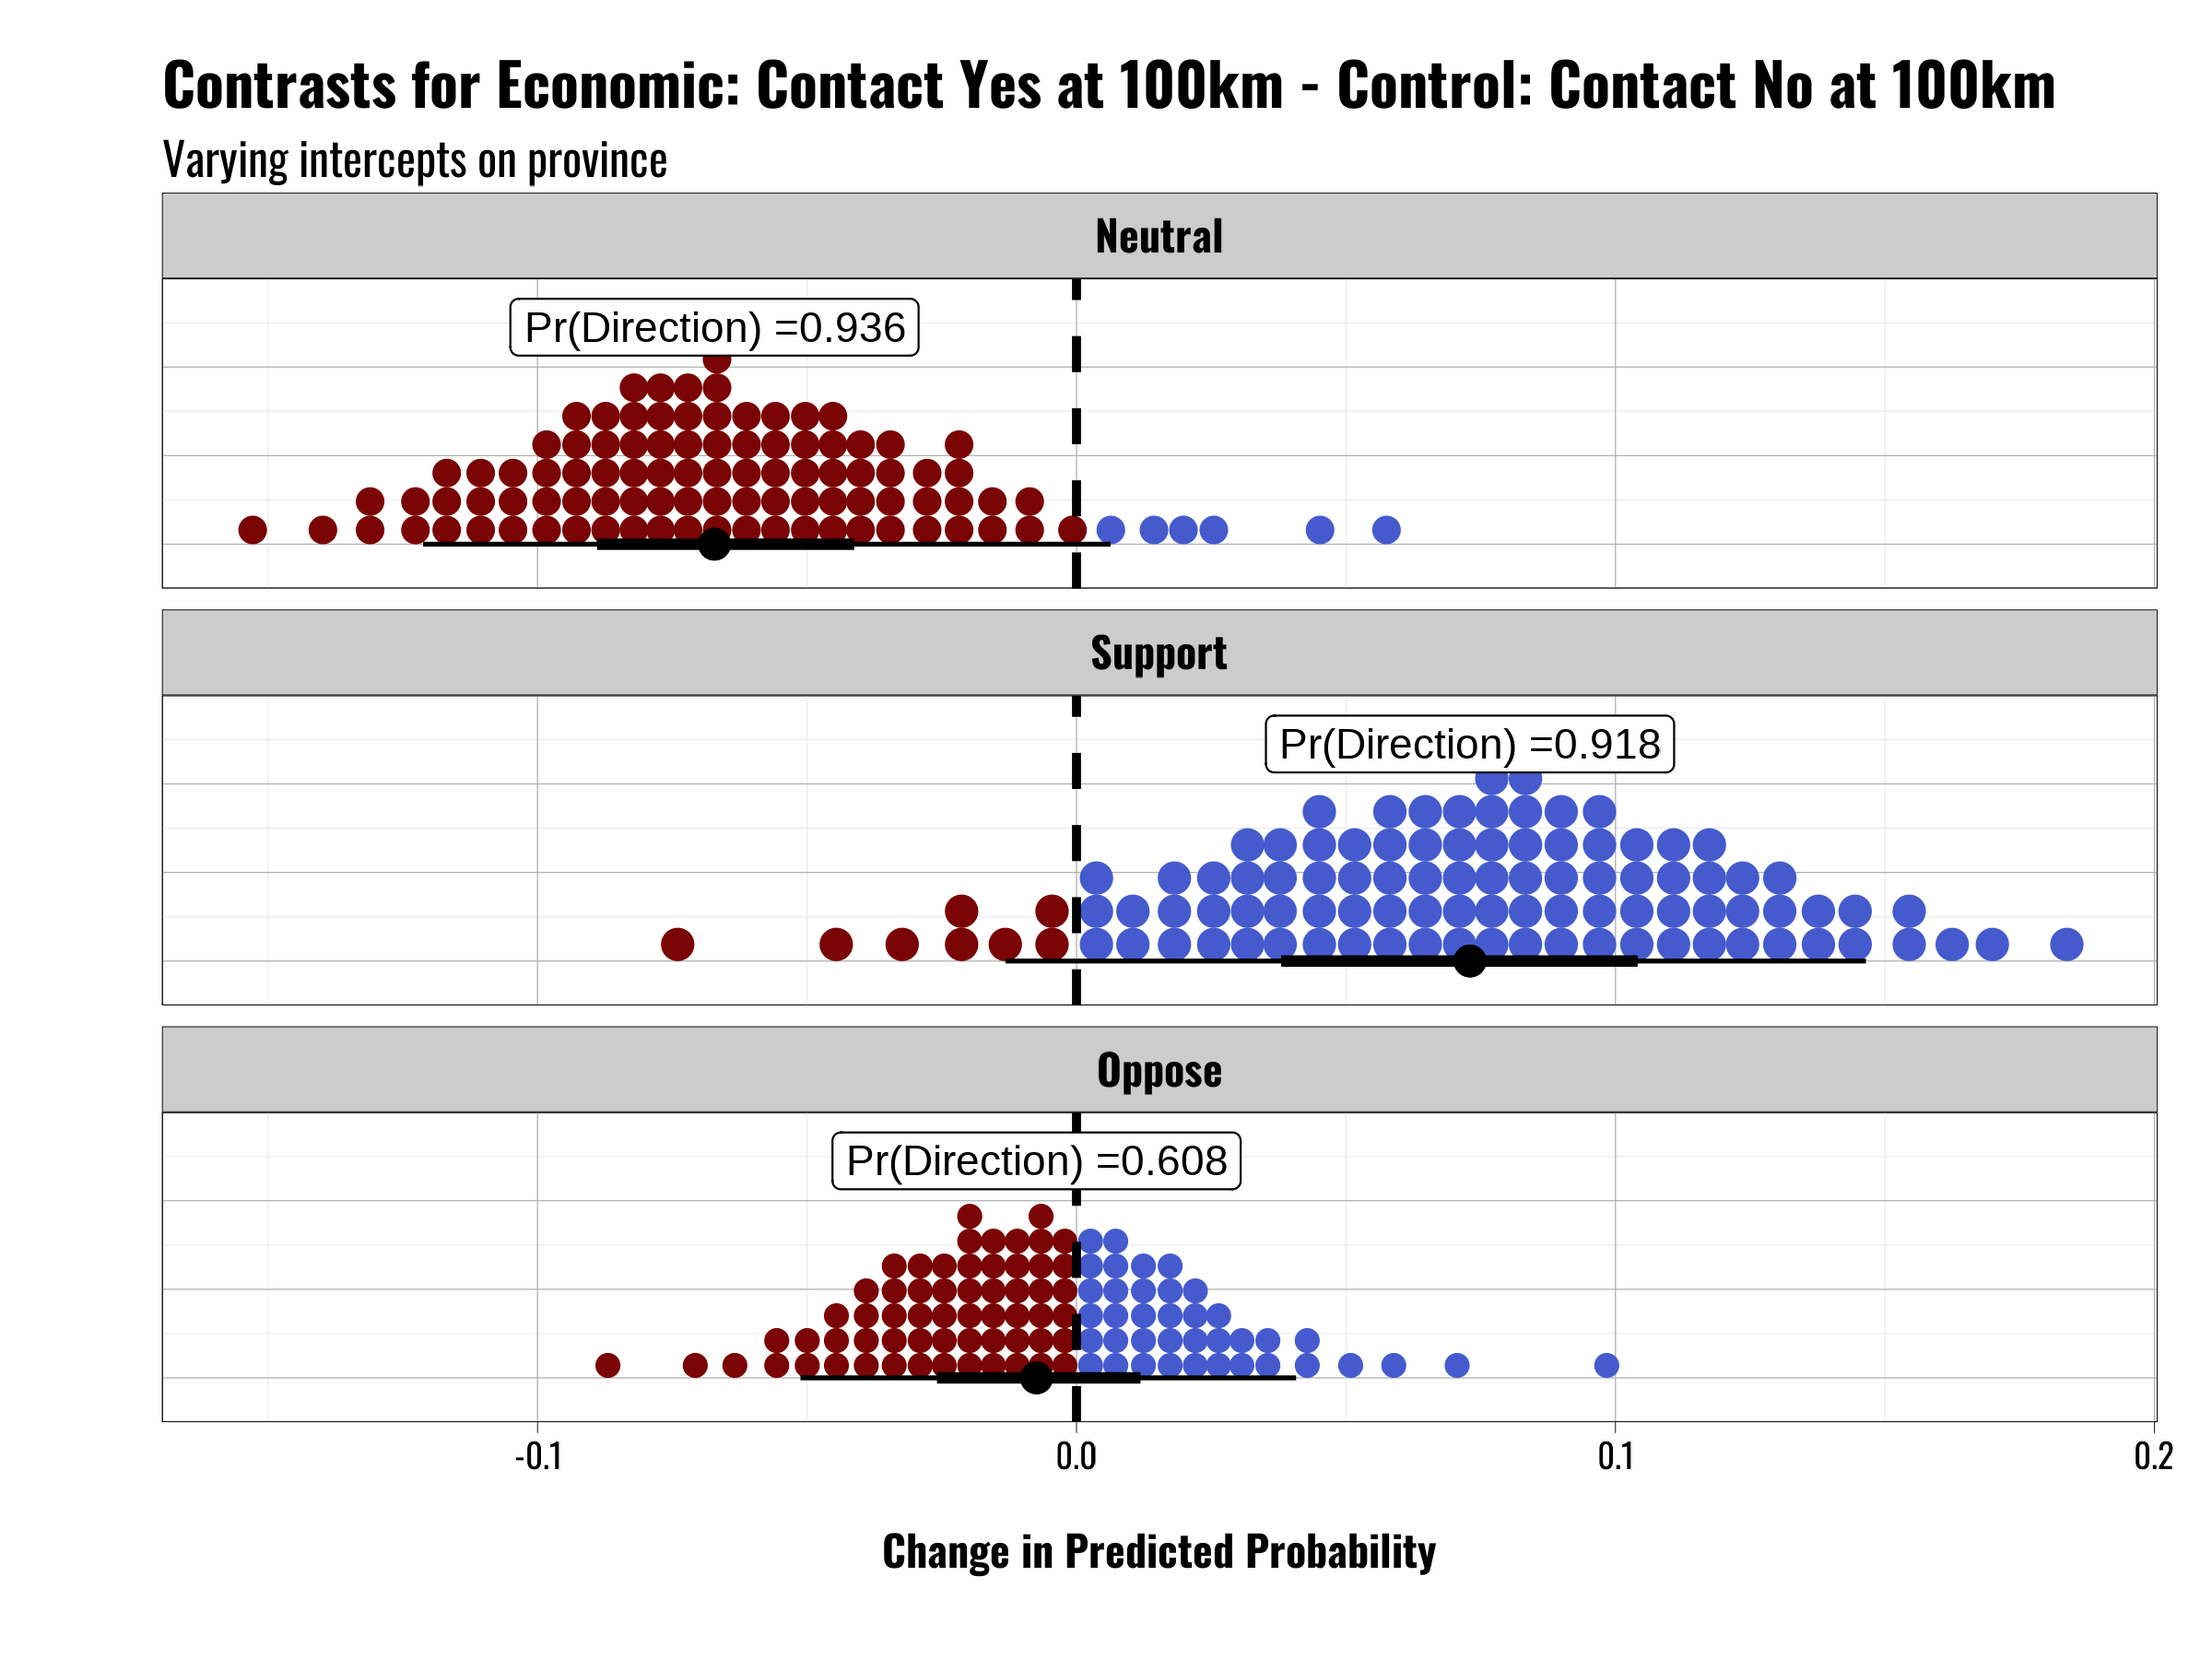 Contrasts for Economic: Contact Yes at 100km - Control: Contact No at 100km
Varying intercepts on province
Neutral
Pr(Direction) =0.936
Support
Pr(Direction) =0.918
Oppose
Pr(Direction) =0.608
-0.1 0.0 0.1 0.2
Change in Predicted Probability